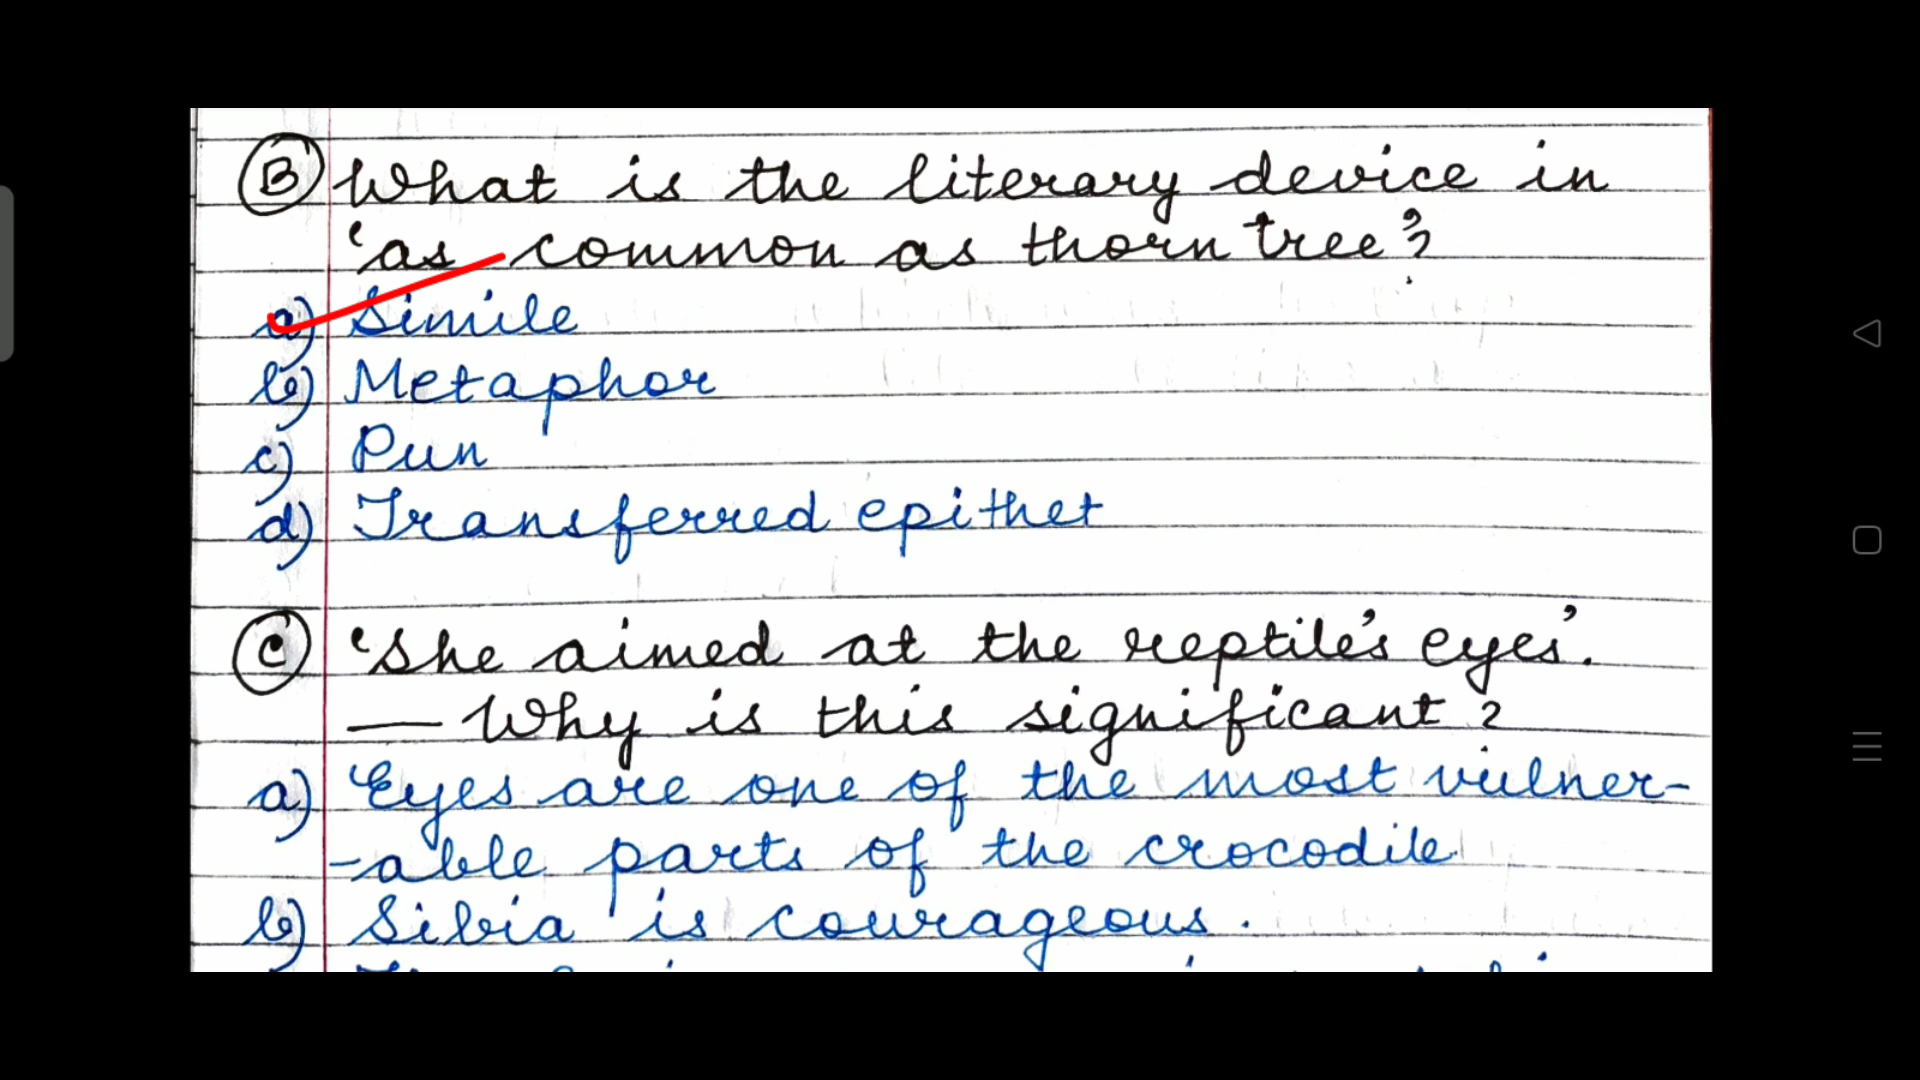 B What is the literary device in
'as common as thorn tree'?
a) Simile
b) Metaphor
c) Pun
d) Transferred epithet
C 'She aimed at the reptile's eyes'.
— Why is this significant?
a) Eyes are one of the most vulner-
-able parts of the crocodile
b) Sibia is courageous.